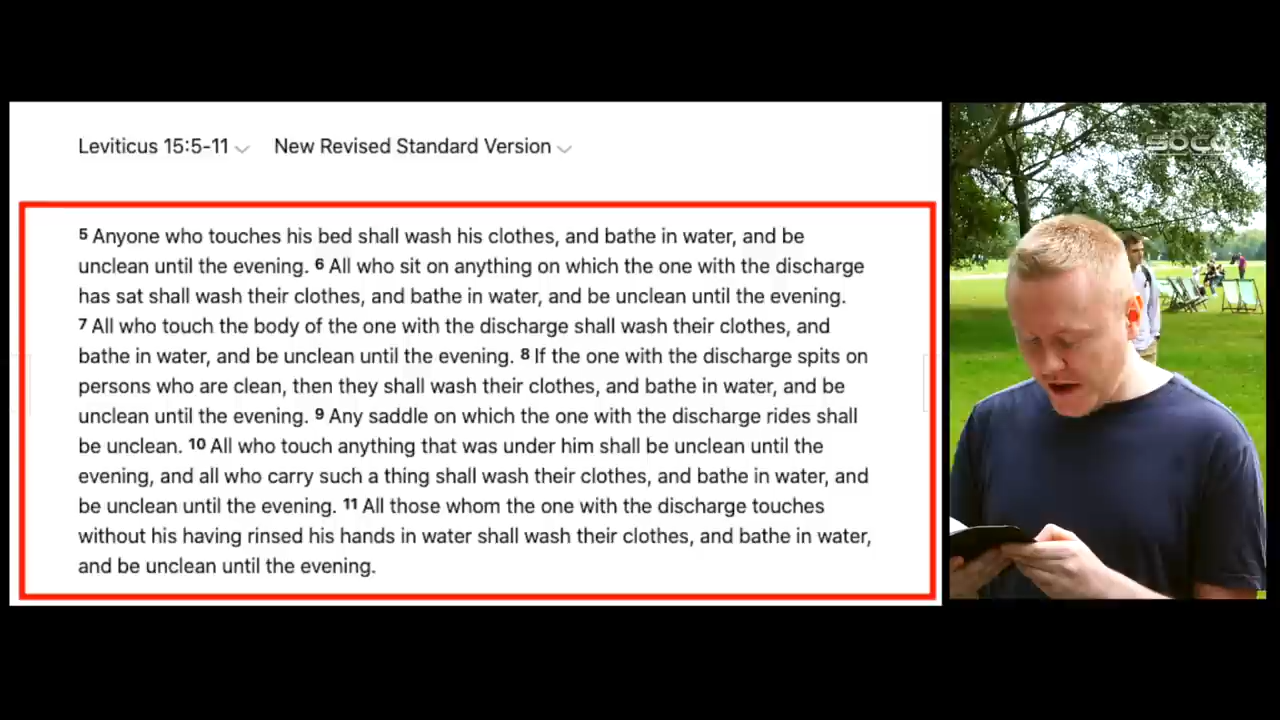 Leviticus 15:5-11 New Revised Standard Version
5 Anyone who touches his bed shall wash his clothes, and bathe in water, and be
unclean until the evening. 6 All who sit on anything on which the one with the discharge
has sat shall wash their clothes, and bathe in water, and be unclean until the evening.
7 All who touch the body of the one with the discharge shall wash their clothes, and
bathe in water, and be unclean until the evening. 8 If the one with the discharge spits on
persons who are clean, then they shall wash their clothes, and bathe in water, and be
unclean until the evening. 9 Any saddle on which the one with the discharge rides shall
be unclean. 10 All who touch anything that was under him shall be unclean until the
evening, and all who carry such a thing shall wash their clothes, and bathe in water, and
be unclean until the evening. 11 All those whom the one with the discharge touches
without his having rinsed his hands in water shall wash their clothes, and bathe in water,
and be unclean until the evening.